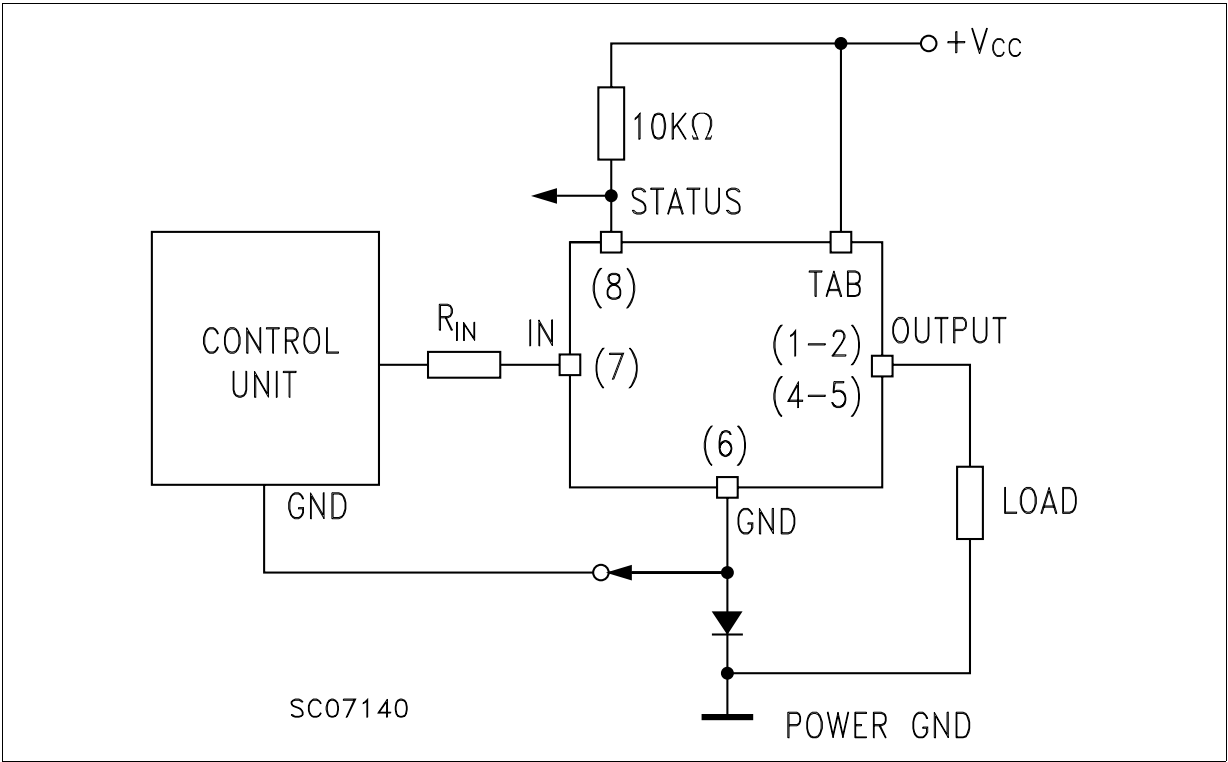 +VCC
10KΩ
STATUS
(8)
TAB
RIN
IN
(7)
CONTROL
UNIT
OUTPUT
(1-2)
(4-5)
(6)
GND
GND
LOAD
SC07140
POWER GND